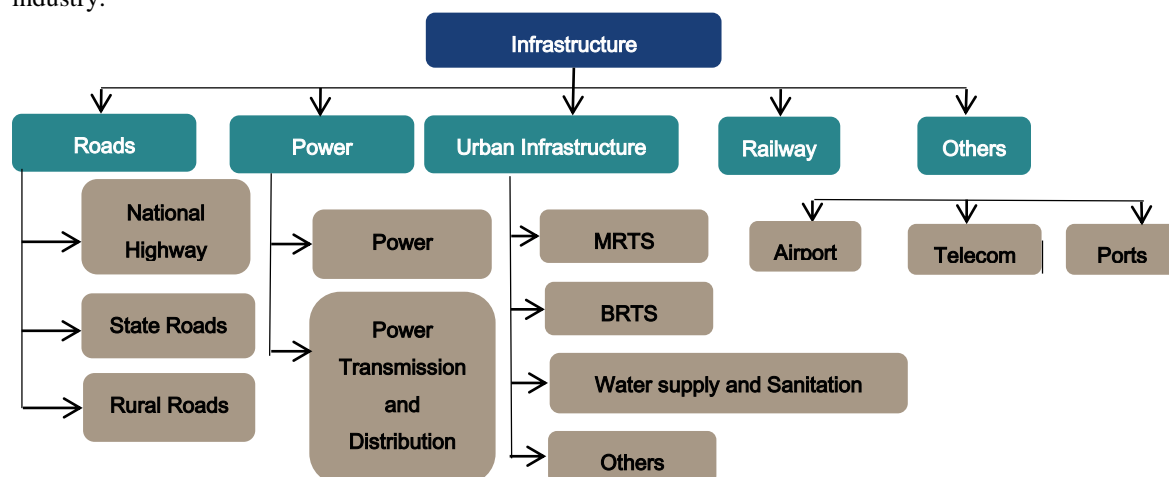 industry.
Infrastructure
Roads
Power
Urban Infrastructure
Railway
Others
National
Highway
State Roads
Rural Roads
Power
Power
Transmission
and
Distribution
MRTS
BRTS
Water supply and Sanitation
Others
Airport
Telecom
Ports